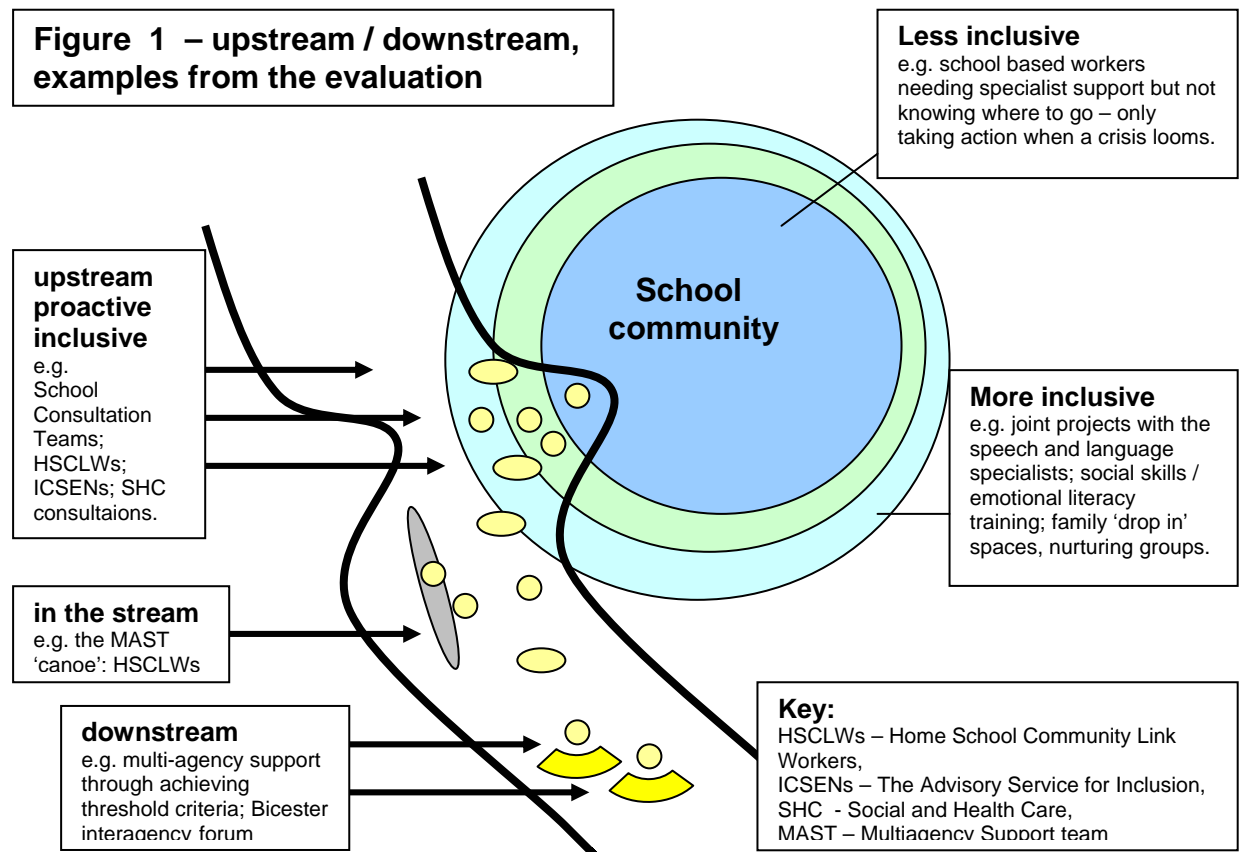 Figure 1 – upstream / downstream,
examples from the evaluation
Less inclusive
e.g. school based workers
needing specialist support but not
knowing where to go – only
taking action when a crisis looms.
upstream
proactive
inclusive
e.g.
School
Consultation
Teams;
HSCLWs;
ICSENs; SHC
consultaions.
School
community
More inclusive
e.g. joint projects with the
speech and language
specialists; social skills /
emotional literacy
training; family ‘drop in’
spaces, nurturing groups.
in the stream
e.g. the MAST
‘canoe’: HSCLWs
downstream
e.g. multi-agency support
through achieving
threshold criteria; Bicester
interagency forum
Key:
HSCLWs – Home School Community Link
Workers,
ICSENs – The Advisory Service for Inclusion,
SHC - Social and Health Care,
MAST – Multiagency Support team